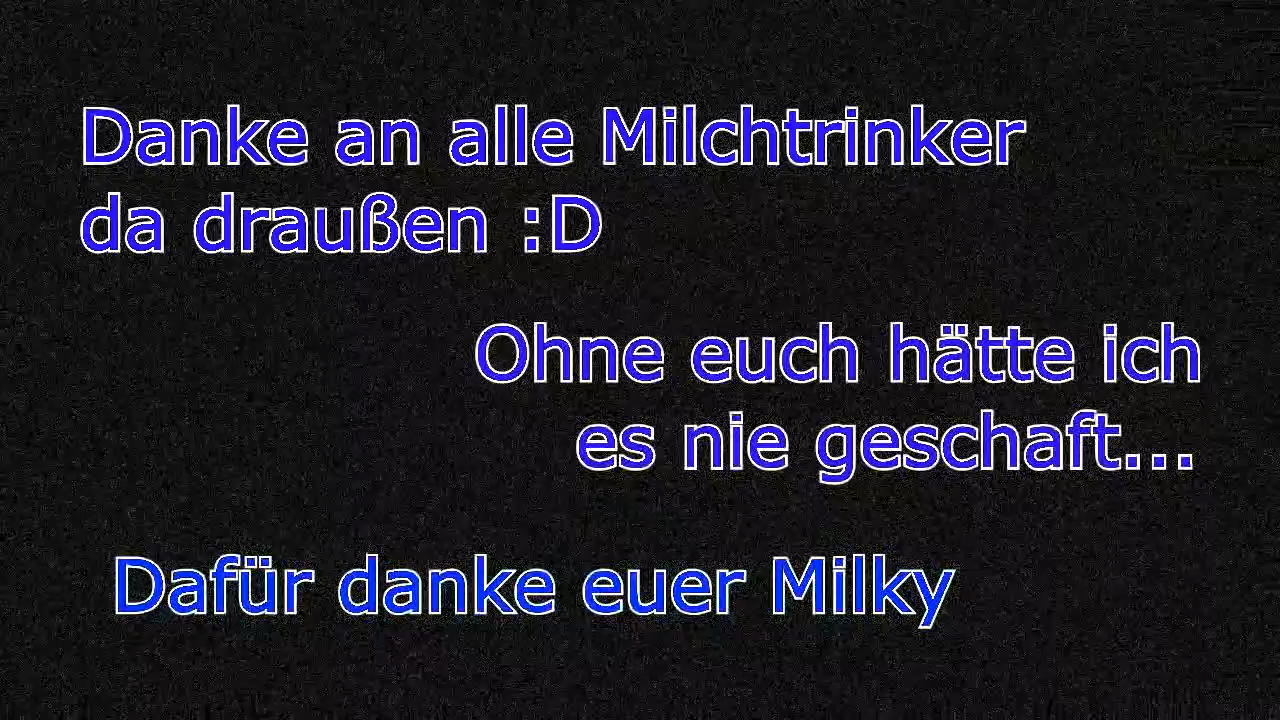 Danke an alle Milchtrinker
da draußen :D
Ohne euch hätte ich
es nie geschaft...
Dafür danke euer Milky